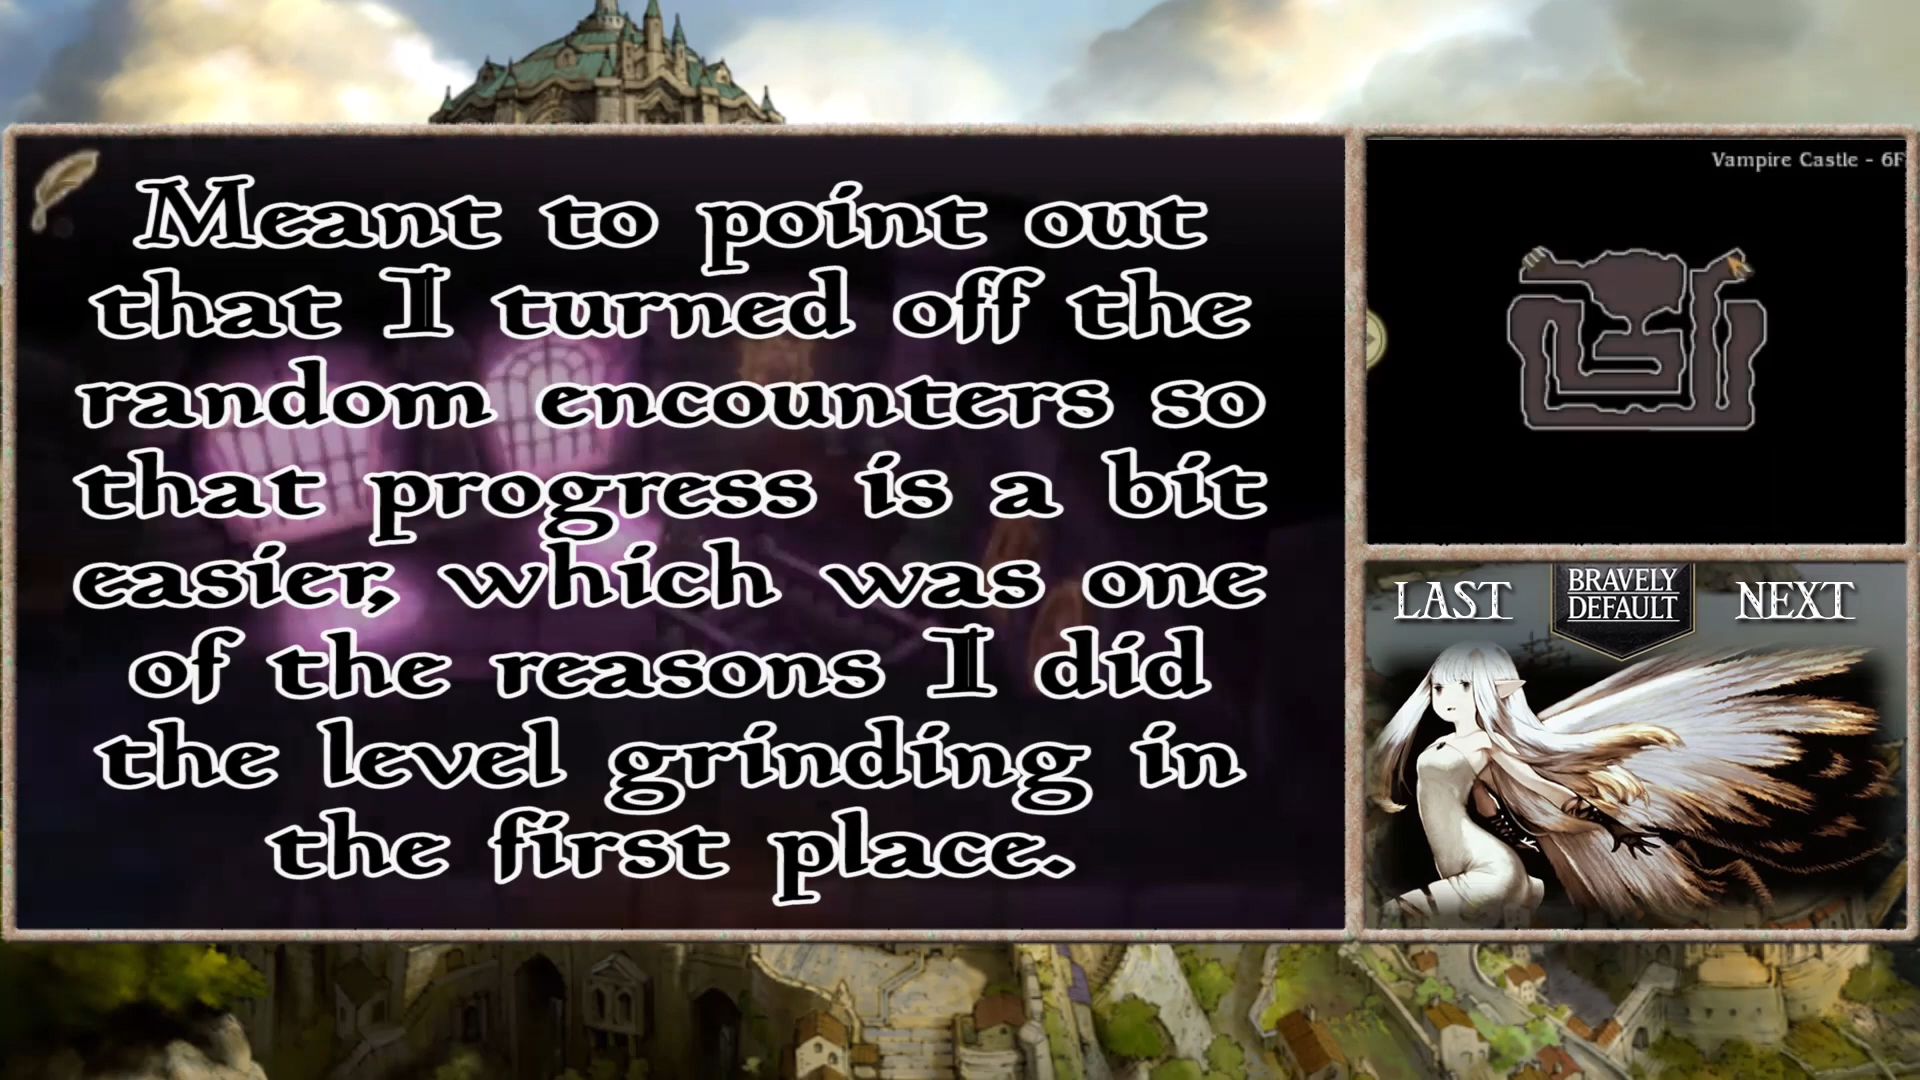 Meant to point out
that I turned off the
random encounters so
that progress is a bit
easier, which was one
of the reasons I did
the level grinding in
the first place.
Vampire Castle - 6F
LAST
BRAVELY
DEFAULT
NEXT